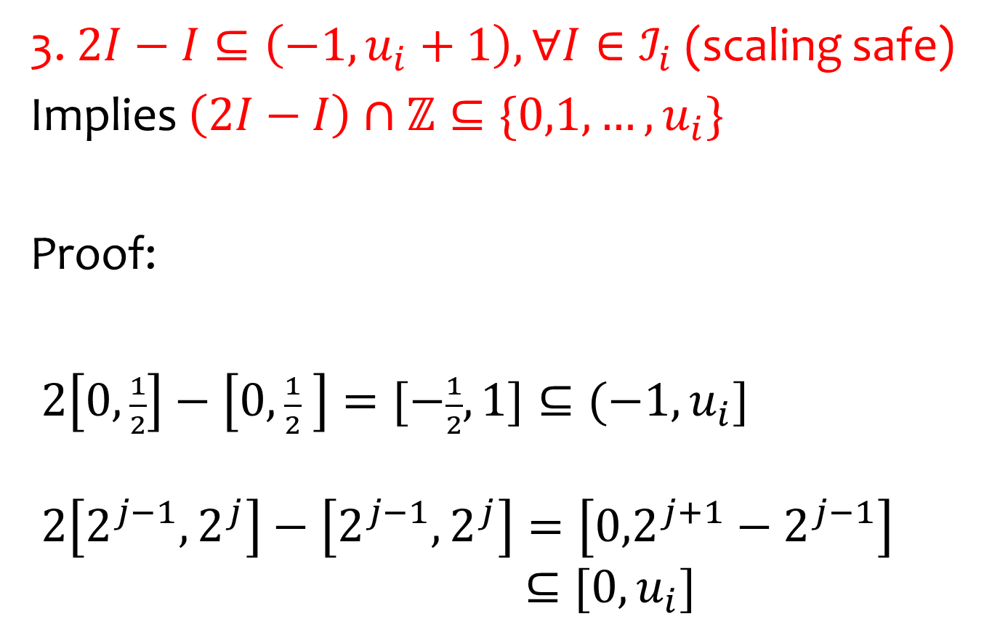 3. $2I - I \subseteq (-1, u_i + 1), \forall I \in \mathcal{I}_i$ (scaling safe)
Implies $(2I - I) \cap \mathbb{Z} \subseteq \{0,1, \ldots, u_i\}$
Proof:
$2\left[0, \frac{1}{2}\right] - \left[0, \frac{1}{2}\right] = \left[-\frac{1}{2}, 1\right] \subseteq (-1, u_i]$
$2\left[2^{j-1}, 2^j\right] - \left[2^{j-1}, 2^j\right] = \left[0, 2^{j+1} - 2^{j-1}\right]$
$\subseteq [0, u_i]$